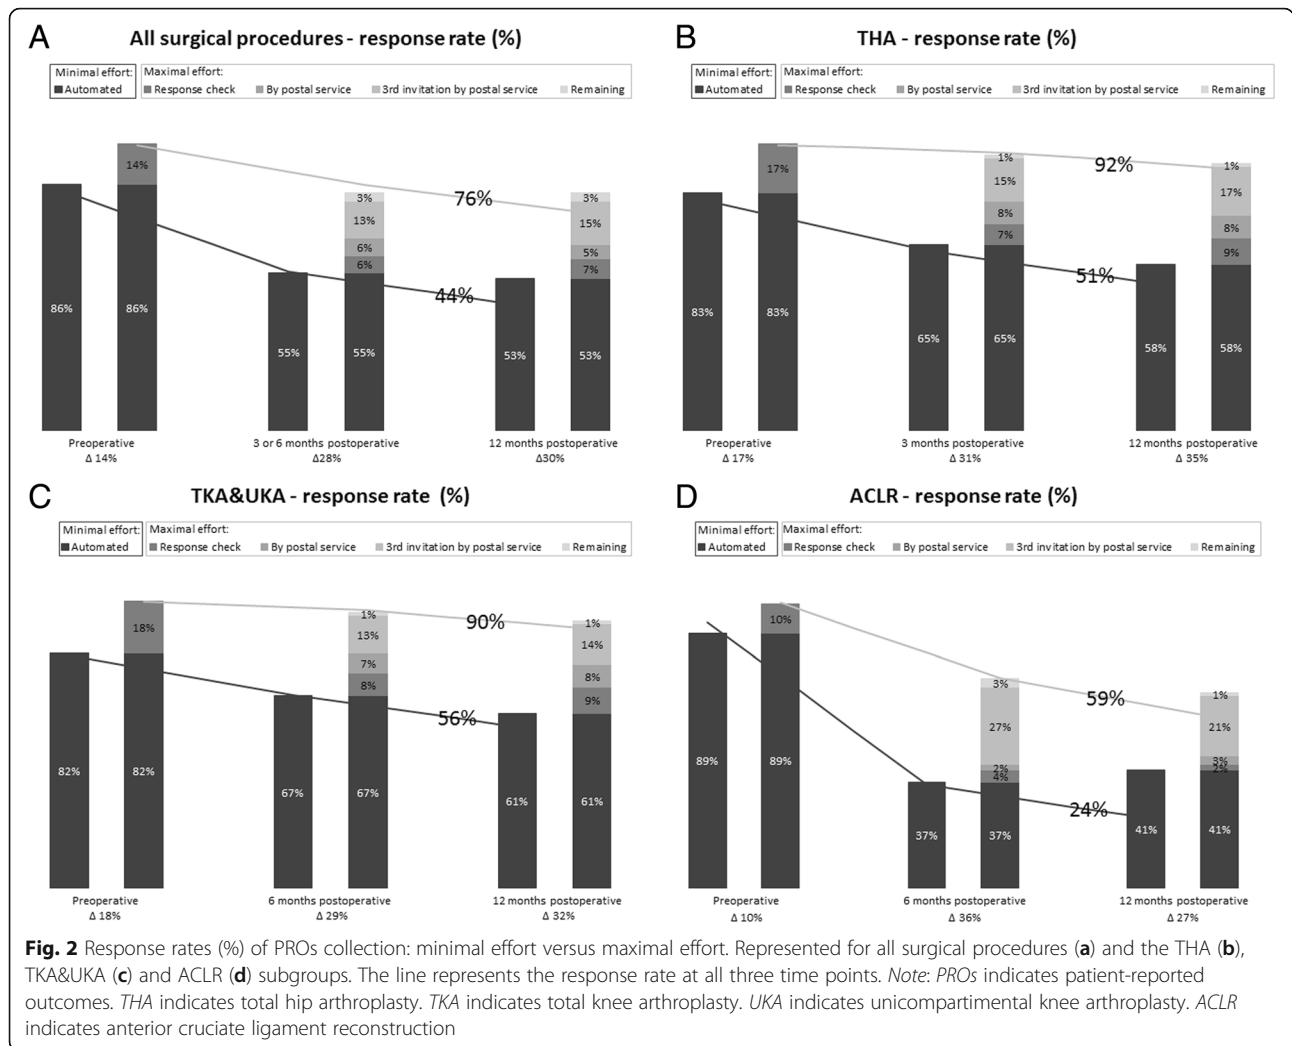 A
All surgical procedures - response rate (%)
Minimal effort: Maximal effort:
Automated Response check By postal service 3rd invitation by postal service Remaining
14%
3%
76%
3%
13%
15%
6%
5%
6%
7%
44%
86% 86%
55% 55%
53% 53%
Preoperative 3 or 6 months postoperative 12 months postoperative
Δ 14% Δ28% Δ30%
B
THA - response rate (%)
Minimal effort: Maximal effort:
Automated Response check By postal service 3rd invitation by postal service Remaining
17%
1%
92%
1%
15%
17%
8%
8%
7%
9%
51%
83% 83%
65% 65%
58% 58%
Preoperative 3 months postoperative 12 months postoperative
Δ 17% Δ 31% Δ 35%
C
TKA&UKA - response rate (%)
Minimal effort: Maximal effort:
Automated Response check By postal service 3rd invitation by postal service Remaining
18%
1%
90%
1%
13%
14%
7%
8%
8%
9%
56%
82% 82%
67% 67%
61% 61%
Preoperative 6 months postoperative 12 months postoperative
Δ 18% Δ 29% Δ 32%
D
ACLR - response rate (%)
Minimal effort: Maximal effort:
Automated Response check By postal service 3rd invitation by postal service Remaining
10%
3%
59%
1%
27%
21%
2%
3%
4%
2%
24%
89% 89%
37% 37%
41% 41%
Preoperative 6 months postoperative 12 months postoperative
Δ 10% Δ 36% Δ 27%
Fig. 2 Response rates (%) of PROs collection: minimal effort versus maximal effort. Represented for all surgical procedures (a) and the THA (b),
TKA&UKA (c) and ACLR (d) subgroups. The line represents the response rate at all three time points. Note: PROs indicates patient-reported
outcomes. THA indicates total hip arthroplasty. TKA indicates total knee arthroplasty. UKA indicates unicompartimental knee arthroplasty. ACLR
indicates anterior cruciate ligament reconstruction